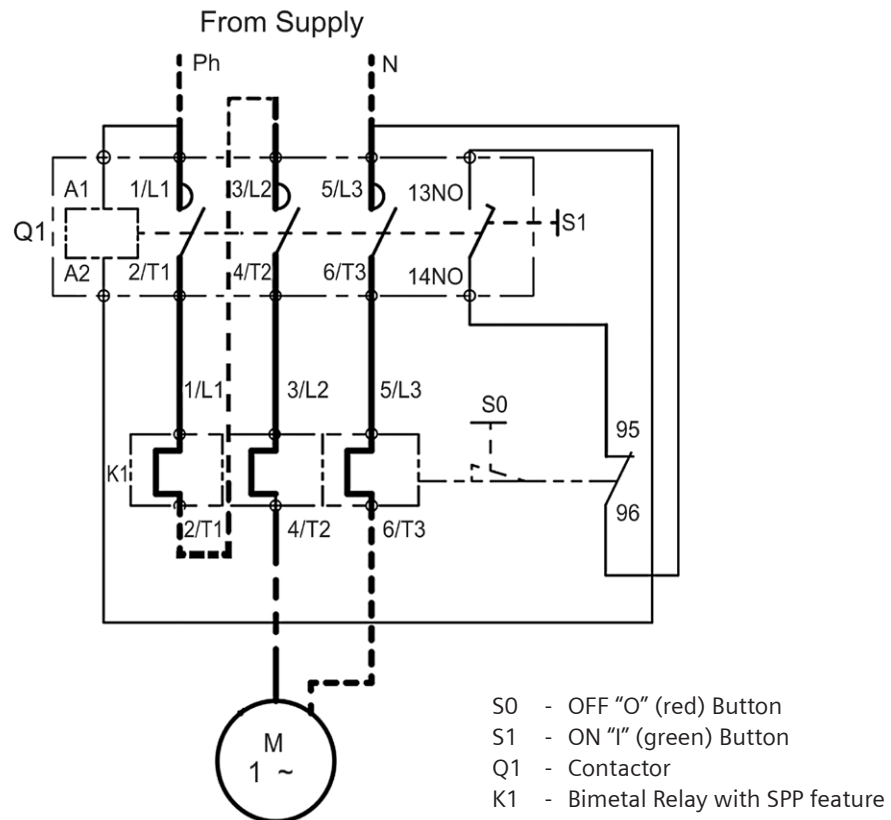 From Supply
Ph N
A1 1/L1 3/L2 5/L3 13NO
Q1 S1
A2 2/T1 4/T2 6/T3 14NO
1/L1 3/L2 5/L3
S0
95
K1
96
2/T1 4/T2 6/T3
M
1 ~
S0 - OFF “O” (red) Button
S1 - ON “I” (green) Button
Q1 - Contactor
K1 - Bimetal Relay with SPP feature